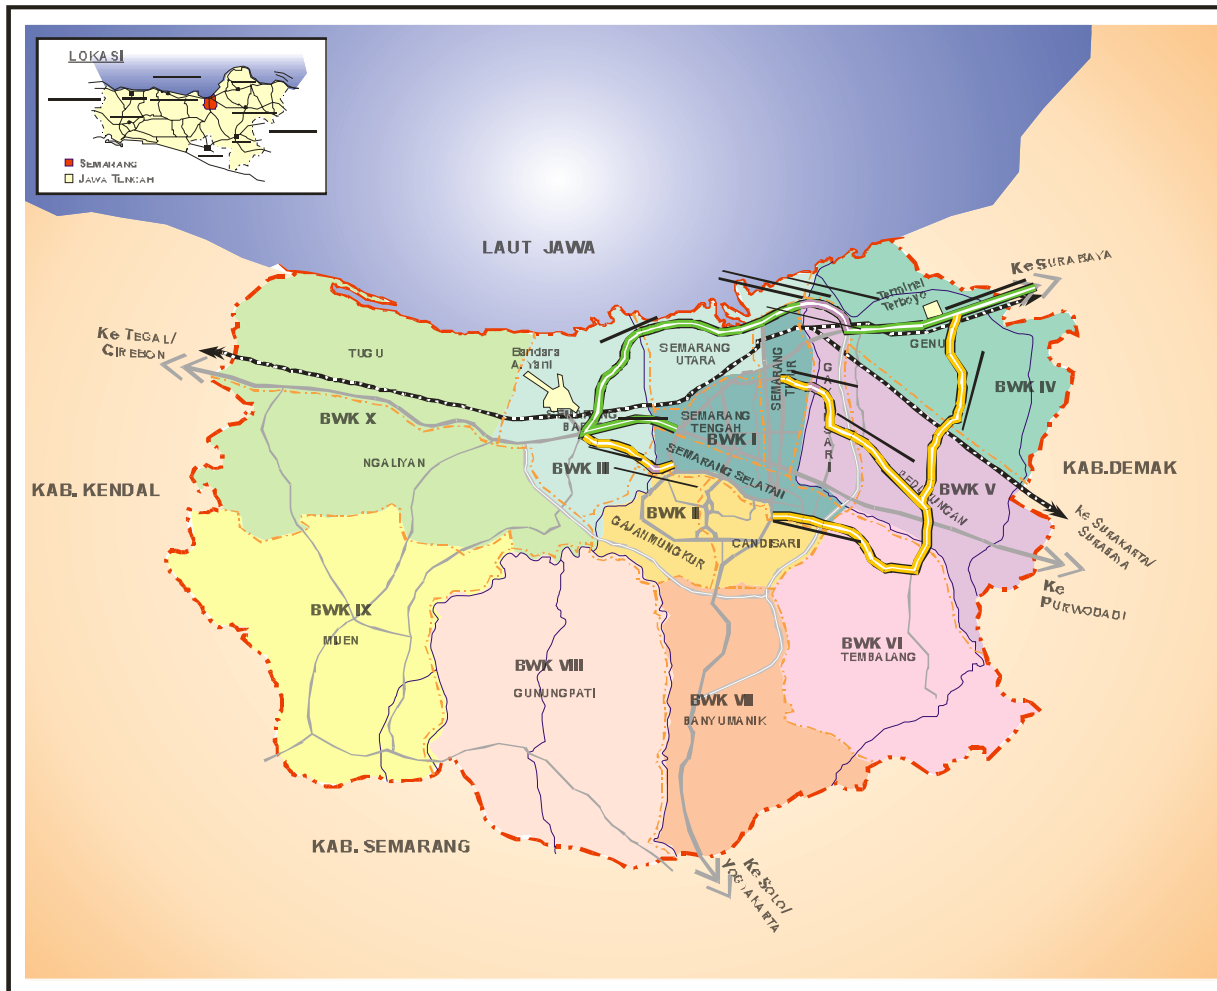 LOKASI
SEMARANG
JAWA TENGAH
LAUT JAWA
Ke SURABAYA
Terminal
Terboyo
GENU
Ke TEGAL/
CIREBON
TUGU
Bandara
A. Yani
SEMARANG
UTARA
SEMARANG
BWK IV
BWK X
SEMARANG
TENGAH
BWK I
NGALIYAN
BWK III
SEMARANG SELATAN
KAB. KENDAL
KAB.DEMAK
BWK V
BWK II
GAJAHMUNGKUR
CANDISARI
Ke SURAKARTA/
SURABAYA
Ke
PURWODADI
BWK IX
MIJEN
BWK VI
TEMBALANG
BWK VIII
GUNUNGPATI
BWK VII
BANYUMANIK
KAB. SEMARANG
Ke SOLO/
YOGYAKARTA